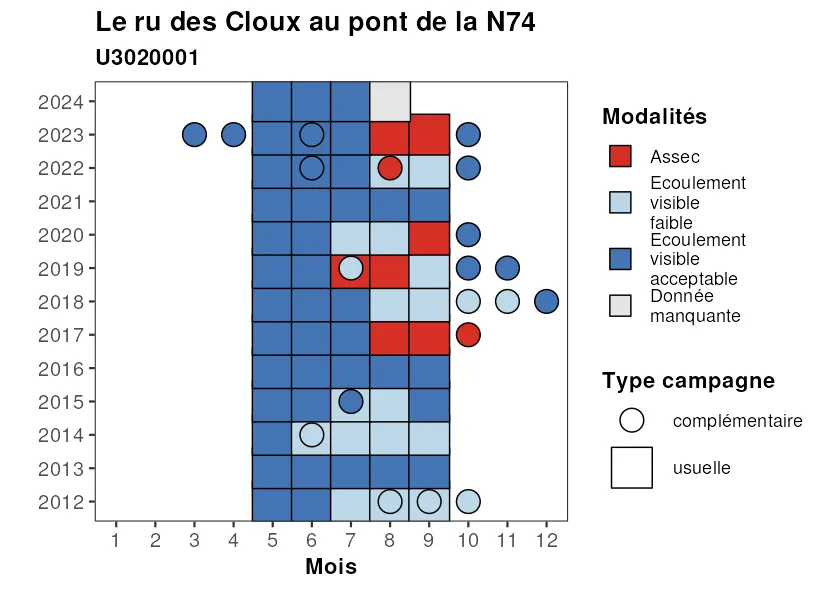 Le ru des Cloux au pont de la N74
U3020001
2024
2023
2022
2021
2020
2019
2018
2017
2016
2015
2014
2013
2012
1 2 3 4 5 6 7 8 9 10 11 12
Mois
Modalités
Assec
Ecoulement
visible
faible
Ecoulement
visible
acceptable
Donnée
manquante
Type campagne
complémentaire
usuelle